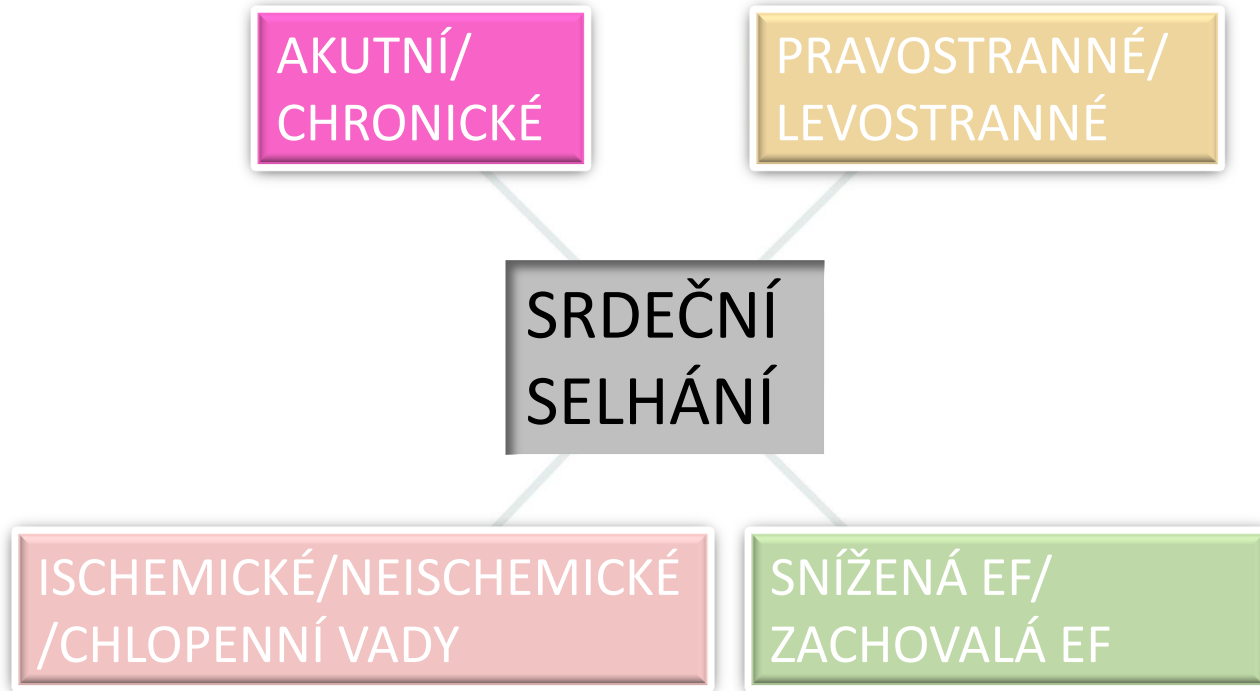 AKUTNÍ/
CHRONICKÉ
PRAVOSTRANNÉ/
LEVOSTRANNÉ
SRDEČNÍ
SELHÁNÍ
ISCHEMICKÉ/NEISCHEMICKÉ
/CHLOPENNÍ VADY
SNÍŽENÁ EF/
ZACHOVALÁ EF